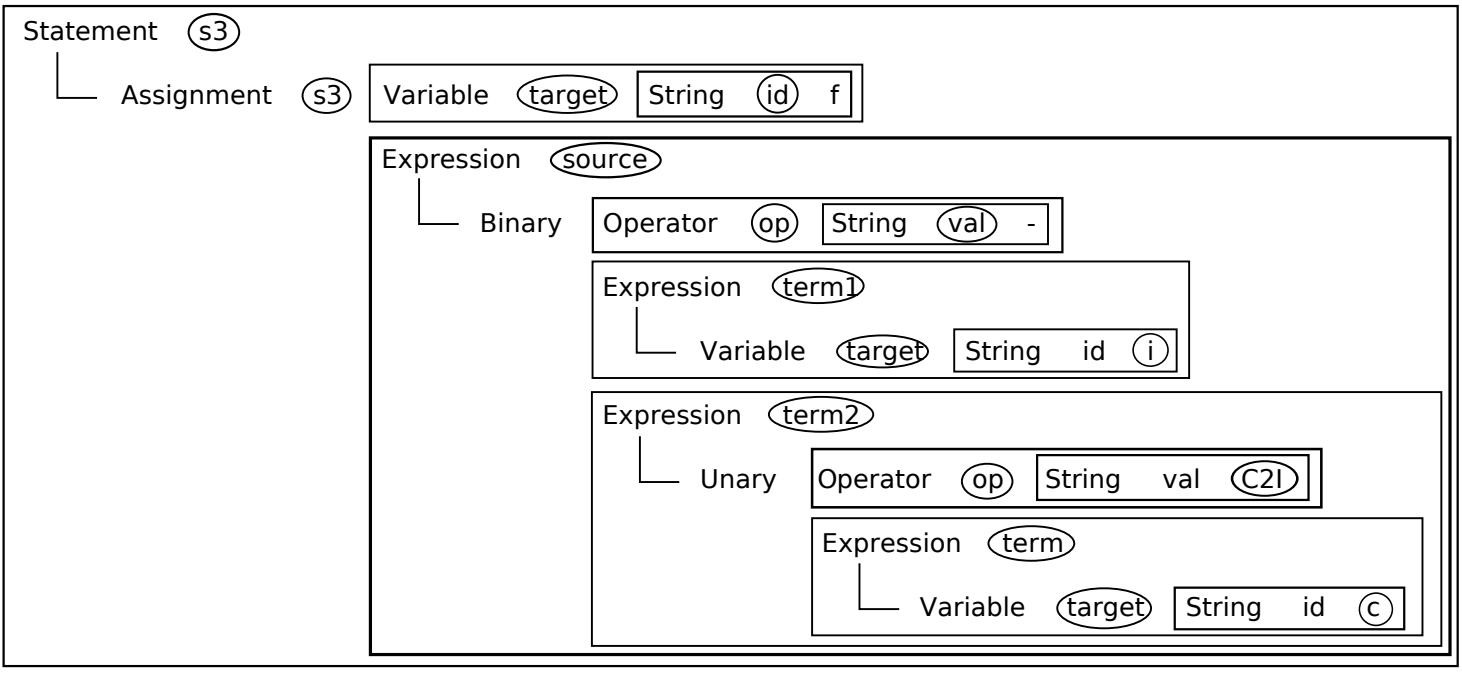 Statement s3
Assignment s3 Variable target String id f
Expression source
Binary Operator op String val -
Expression term1
Variable target String id i
Expression term2
Unary Operator op String val C2I
Expression term
Variable target String id c